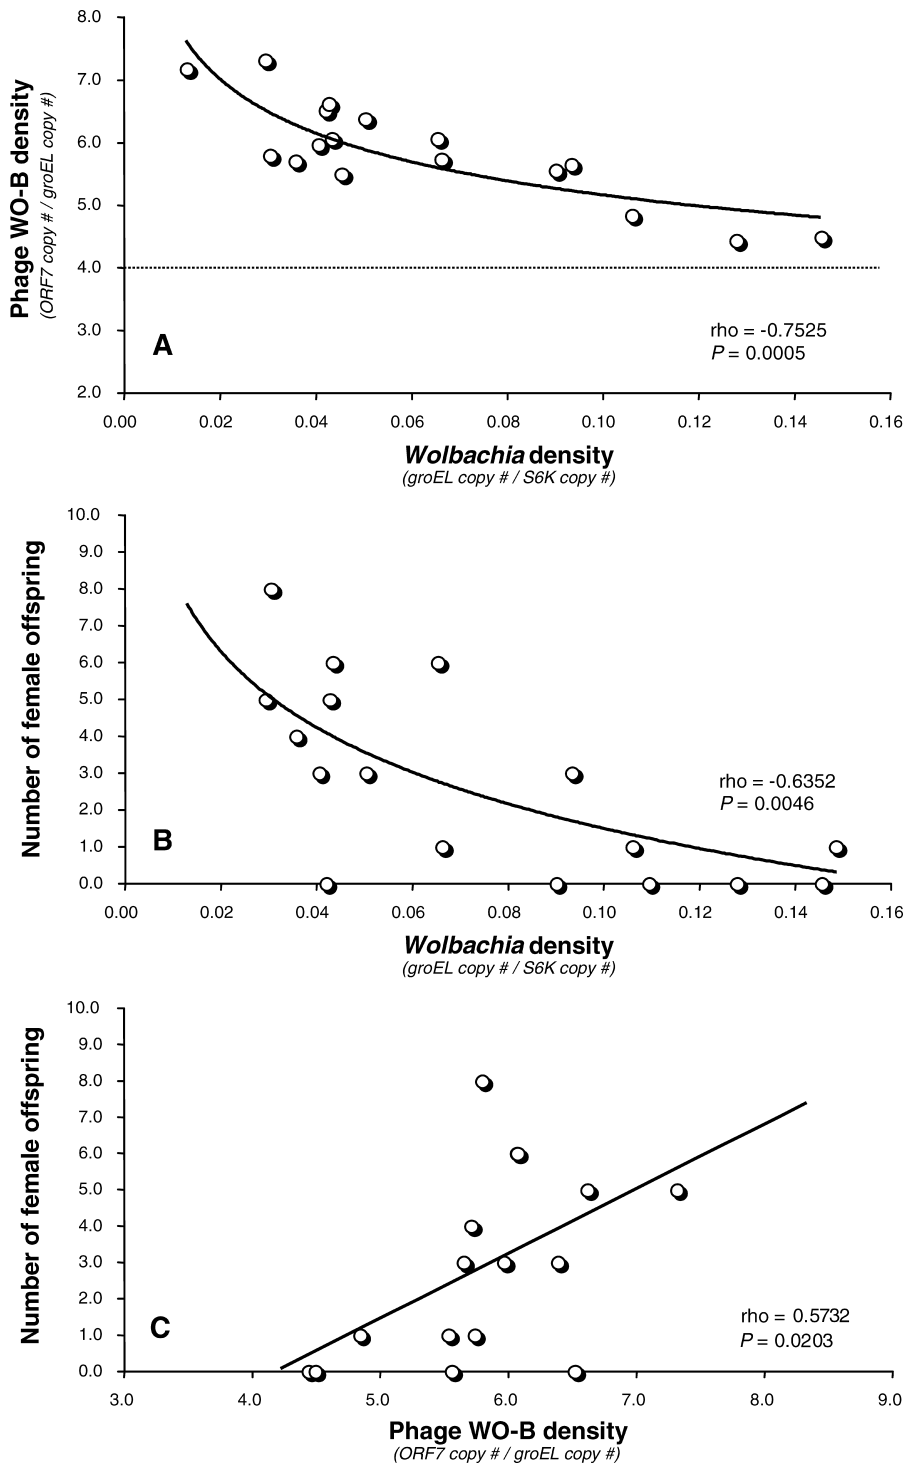 8.0
7.0
6.0
5.0
4.0
3.0
2.0
Phage WO-B density
(ORF7 copy # / groEL copy #)
A
rho = -0.7525
P = 0.0005
0.00 0.02 0.04 0.06 0.08 0.10 0.12 0.14 0.16
Wolbachia density
(groEL copy # / S6K copy #)
10.0
9.0
8.0
7.0
6.0
5.0
4.0
3.0
2.0
1.0
0.0
Number of female offspring
B
rho = -0.6352
P = 0.0046
0.00 0.02 0.04 0.06 0.08 0.10 0.12 0.14 0.16
Wolbachia density
(groEL copy # / S6K copy #)
10.0
9.0
8.0
7.0
6.0
5.0
4.0
3.0
2.0
1.0
0.0
Number of female offspring
C
rho = 0.5732
P = 0.0203
3.0 4.0 5.0 6.0 7.0 8.0 9.0
Phage WO-B density
(ORF7 copy # / groEL copy #)